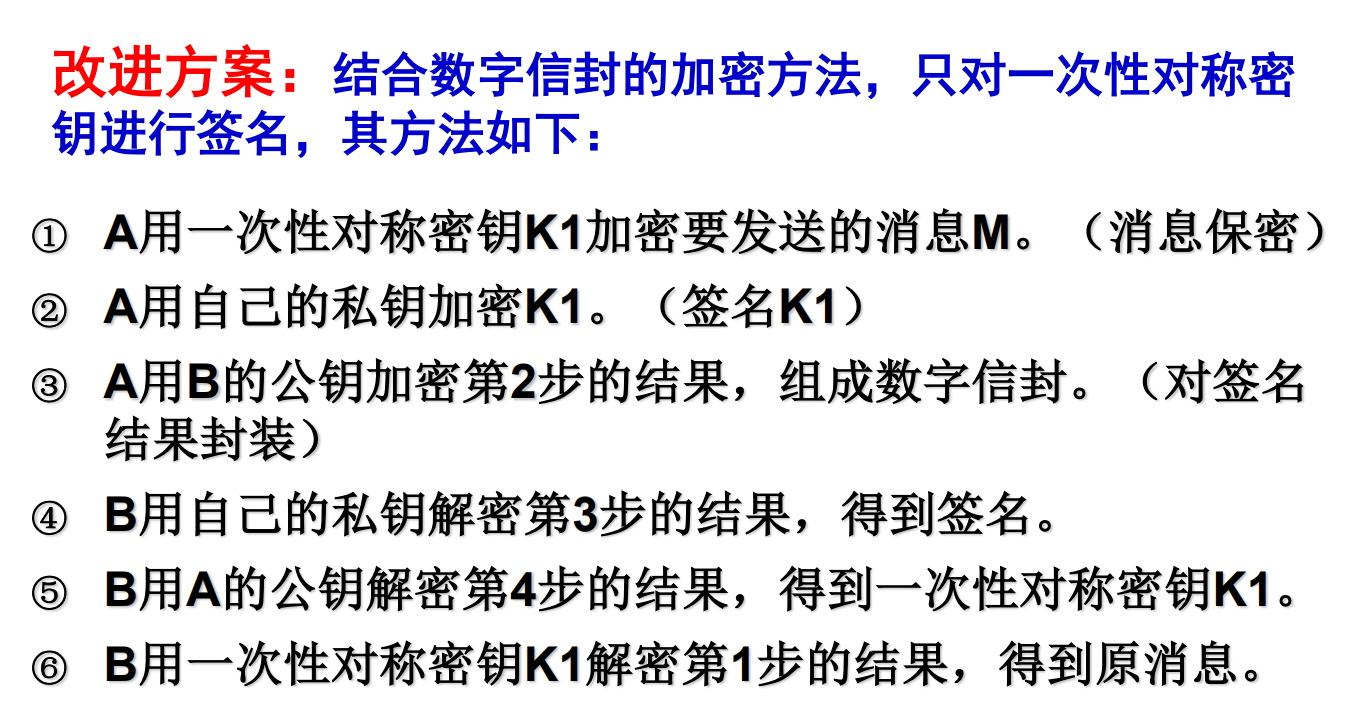 改进方案：结合数字信封的加密方法，只对一次性对称密
钥进行签名，其方法如下：
① A用一次性对称密钥K1加密要发送的消息M。（消息保密）
② A用自己的私钥加密K1。（签名K1）
③ A用B的公钥加密第2步的结果，组成数字信封。（对签名
结果封装）
④ B用自己的私钥解密第3步的结果，得到签名。
⑤ B用A的公钥解密第4步的结果，得到一次性对称密钥K1。
⑥ B用一次性对称密钥K1解密第1步的结果，得到原消息。